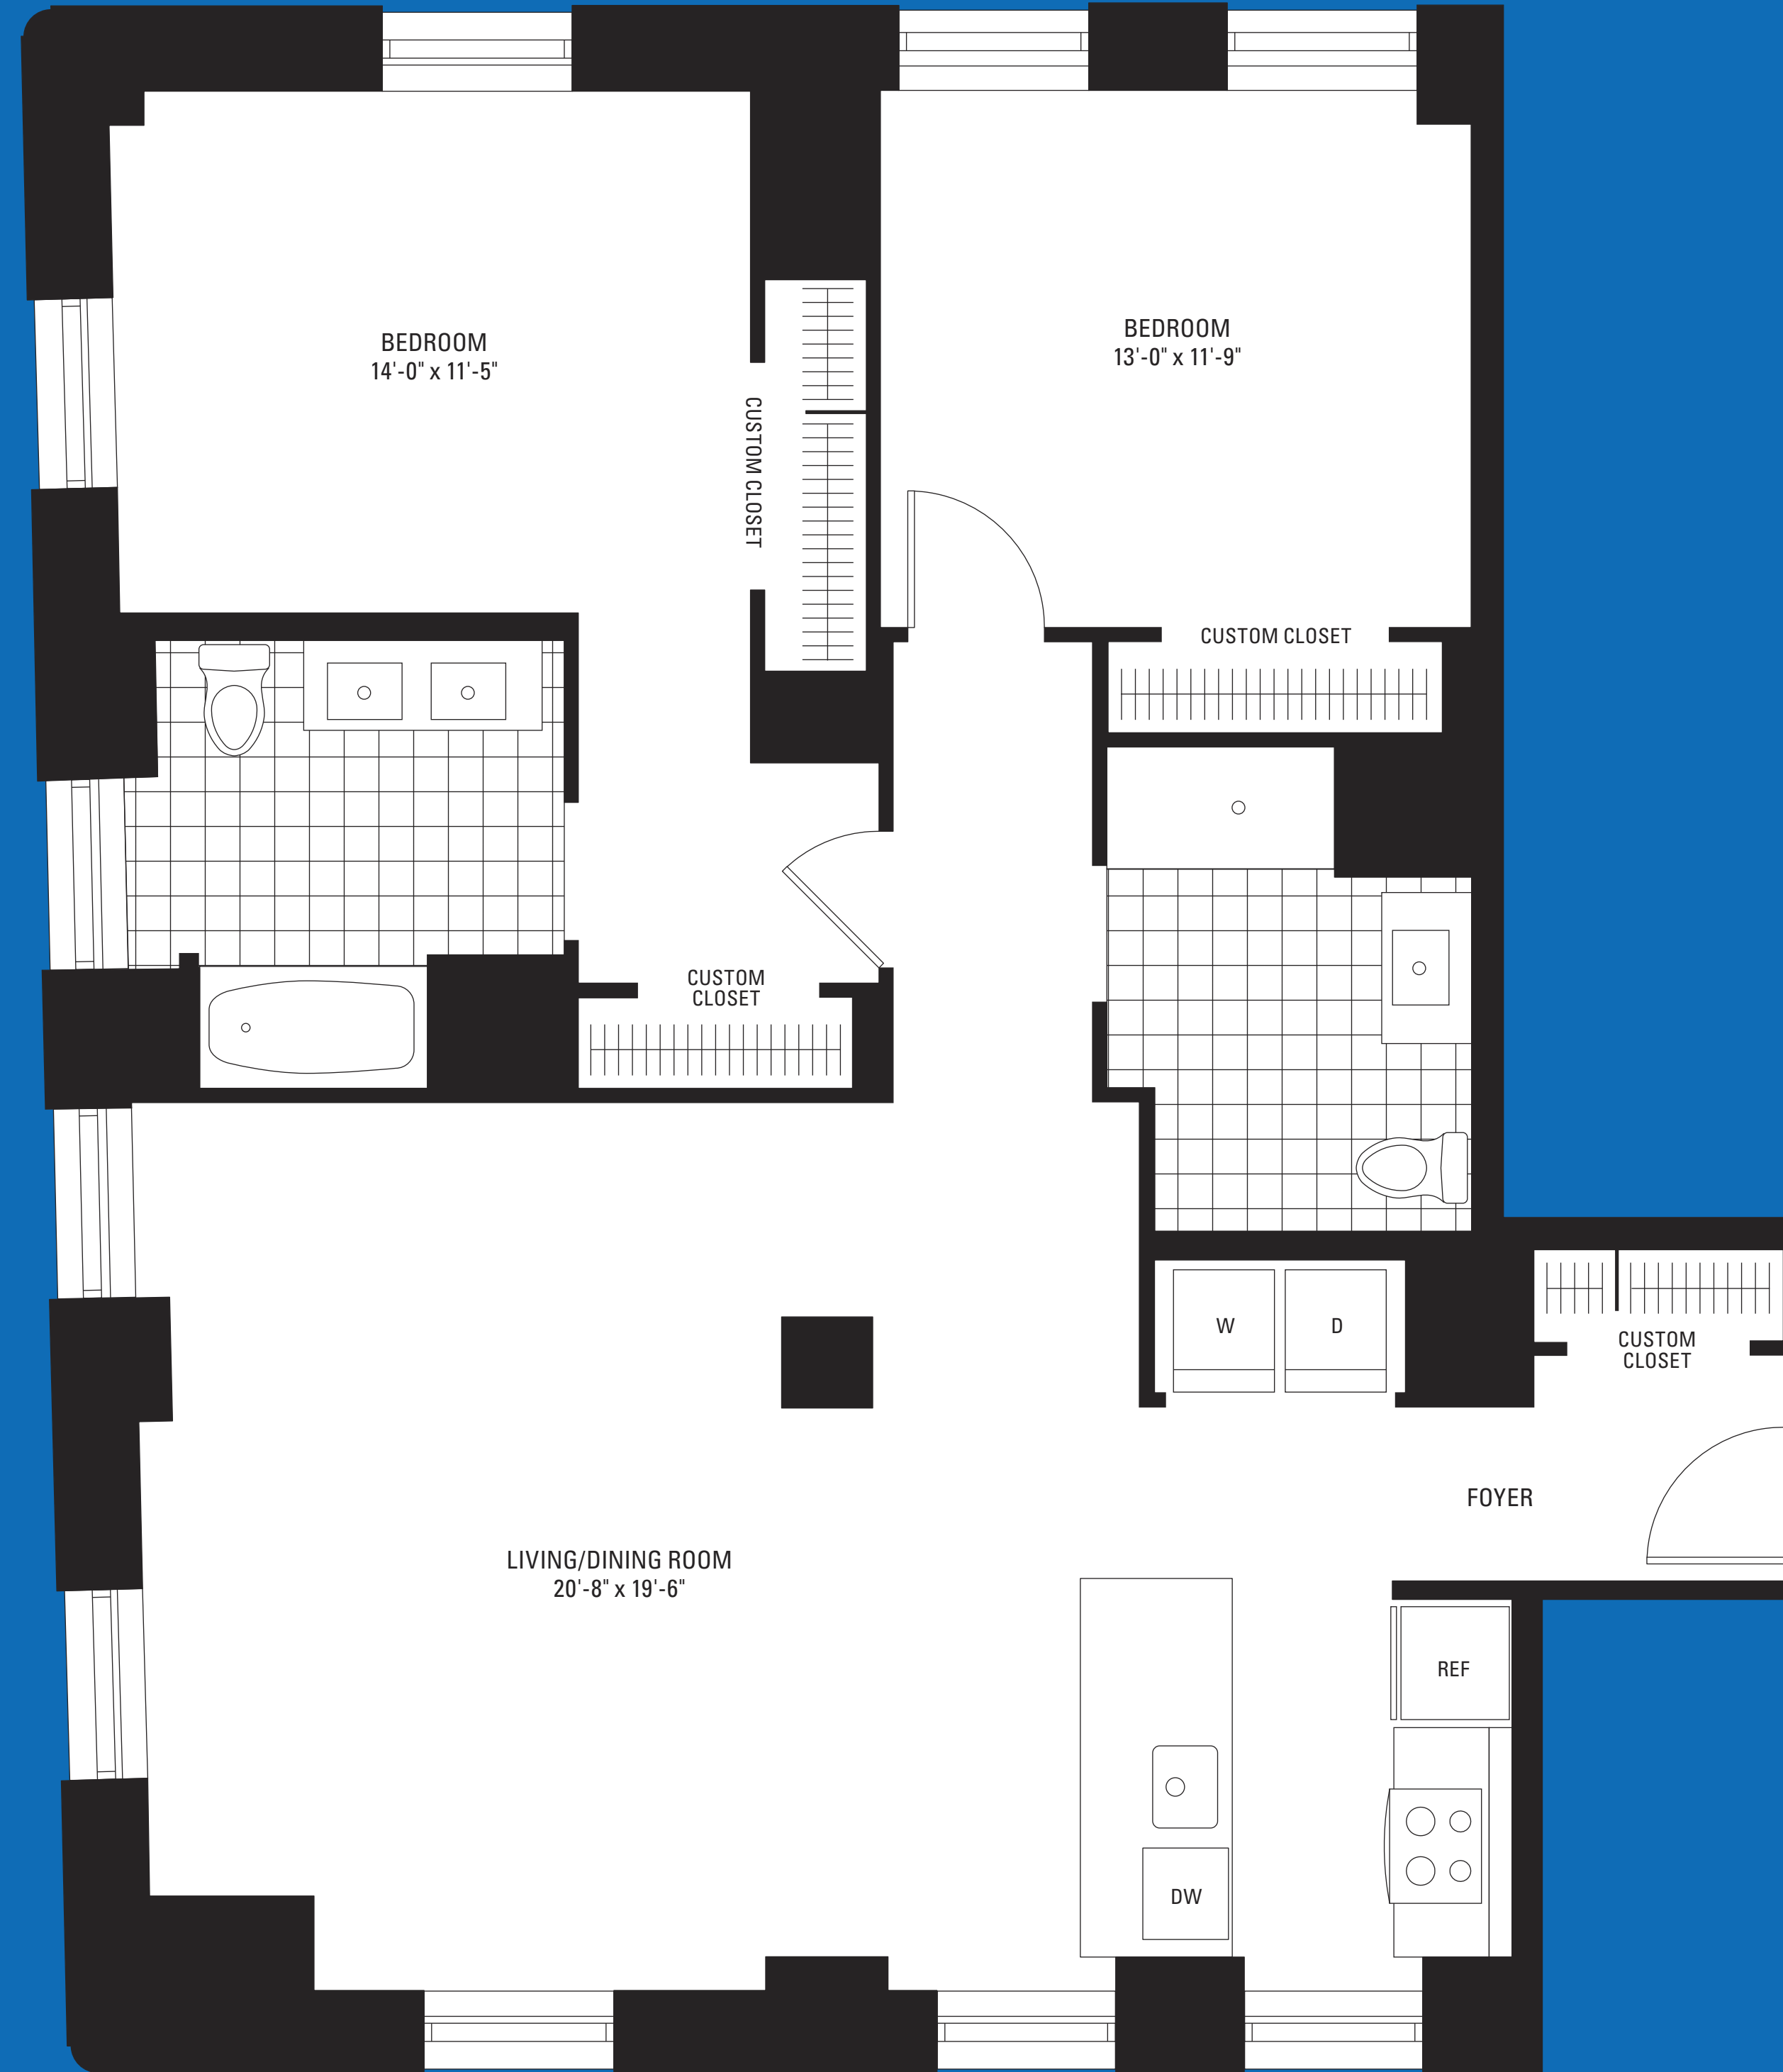 BEDROOM
14'-0" x 11'-5"
BEDROOM
13'-0" x 11'-9"
CUSTOM CLOSET
CUSTOM CLOSET
CUSTOM
CLOSET
W
D
CUSTOM
CLOSET
FOYER
LIVING/DINING ROOM
20'-8" x 19'-6"
REF
DW